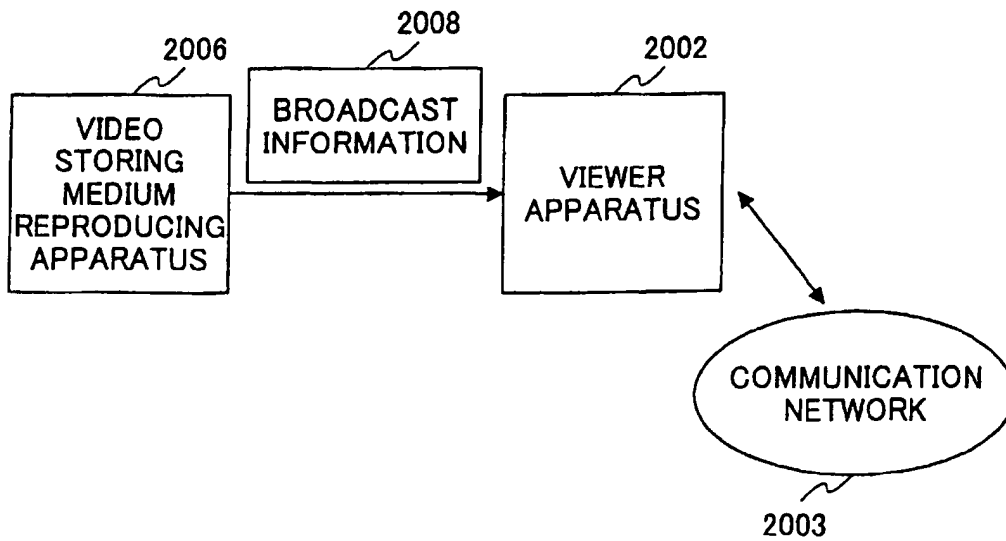 2006
2008
2002
VIDEO
STORING
MEDIUM
REPRODUCING
APPARATUS
BROADCAST
INFORMATION
VIEWER
APPARATUS
COMMUNICATION
NETWORK
2003